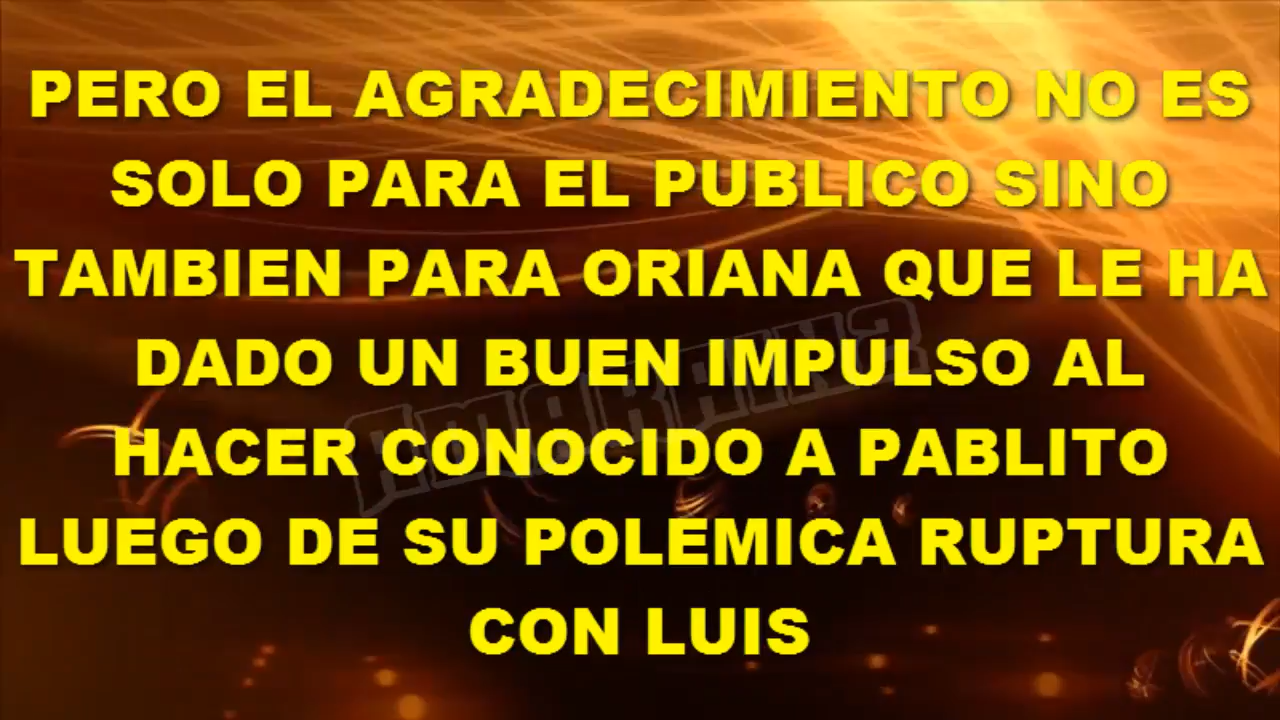 PERO EL AGRADECIMIENTO NO ES
SOLO PARA EL PUBLICO SINO
TAMBIEN PARA ORIANA QUE LE HA
DADO UN BUEN IMPULSO AL
HACER CONOCIDO A PABLITO
LUEGO DE SU POLEMICA RUPTURA
CON LUIS